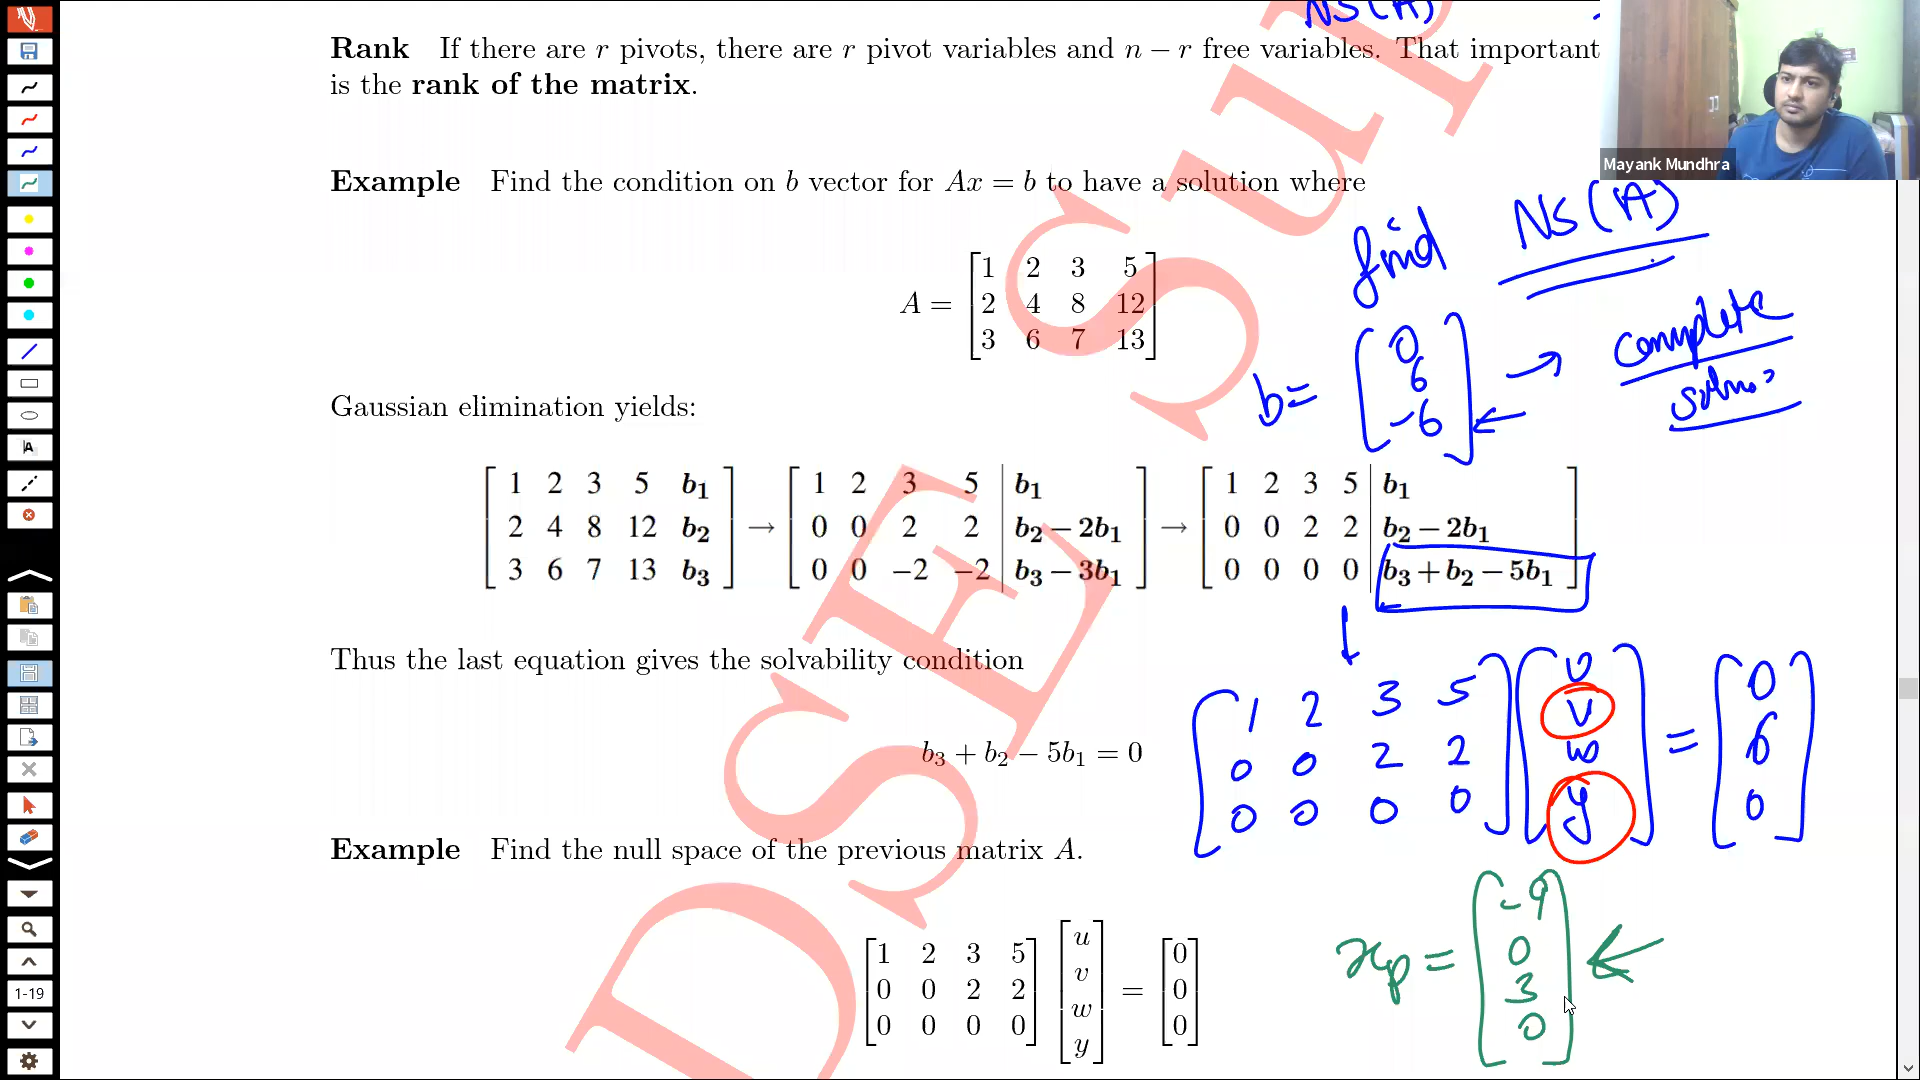 NS(A)
Rank If there are r pivots, there are r pivot variables and n − r free variables. That important
is the rank of the matrix.
Mayank Mundhra
Example Find the condition on b vector for Ax = b to have a solution where
find NS(A)
A = [1 2 3 5
2 4 8 12
3 6 7 13]
b = [0
6
-6] → complete
soln?
Gaussian elimination yields:
[1 2 3 5 b₁ → [1 2 3 5 | b₁ → [1 2 3 5 | b₁
2 4 8 12 b₂ 0 0 2 2 | b₂ − 2b₁ 0 0 2 2 | b₂ − 2b₁
3 6 7 13 b₃] 0 0 −2 −2 | b₃ − 3b₁] 0 0 0 0 | b₃ + b₂ − 5b₁]
Thus the last equation gives the solvability condition
b₃ + b₂ − 5b₁ = 0
[1 2 3 5 [u [0
0 0 2 2 v 6
0 0 0 0] w = 0]
y]
Example Find the null space of the previous matrix A.
[1 2 3 5 [u [0
0 0 2 2 v = 0
0 0 0 0] w 0]
y]
xp = [-9
0
3
0]
DSE Sup
1-19